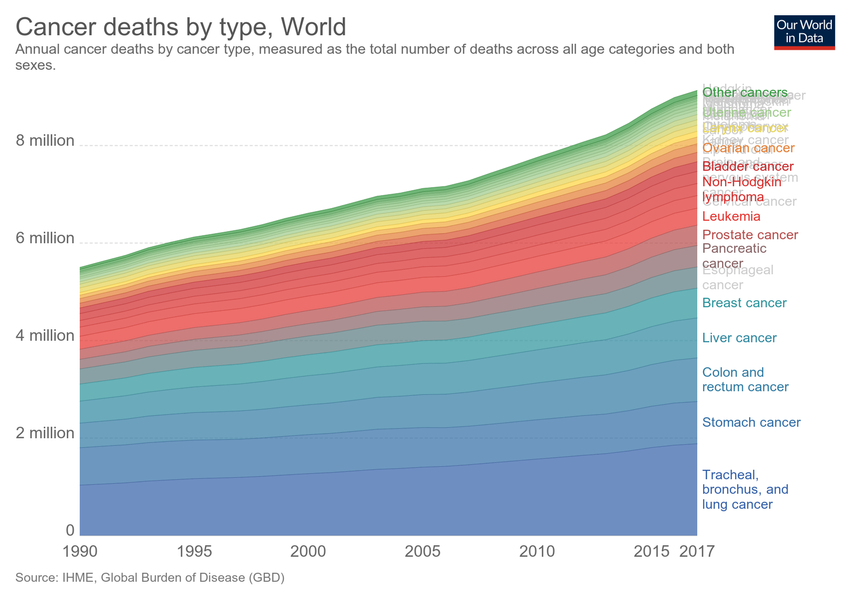 Cancer deaths by type, World
Our World
in Data
Annual cancer deaths by cancer type, measured as the total number of deaths across all age categories and both
sexes.
8 million
6 million
4 million
2 million
0
Other cancers
Ovarian cancer
Bladder cancer
Non-Hodgkin
lymphoma
Cervical cancer
Leukemia
Prostate cancer
Pancreatic
cancer
Esophageal
cancer
Breast cancer
Liver cancer
Colon and
rectum cancer
Stomach cancer
Tracheal,
bronchus, and
lung cancer
1990
1995
2000
2005
2010
2015
2017
Source: IHME, Global Burden of Disease (GBD)